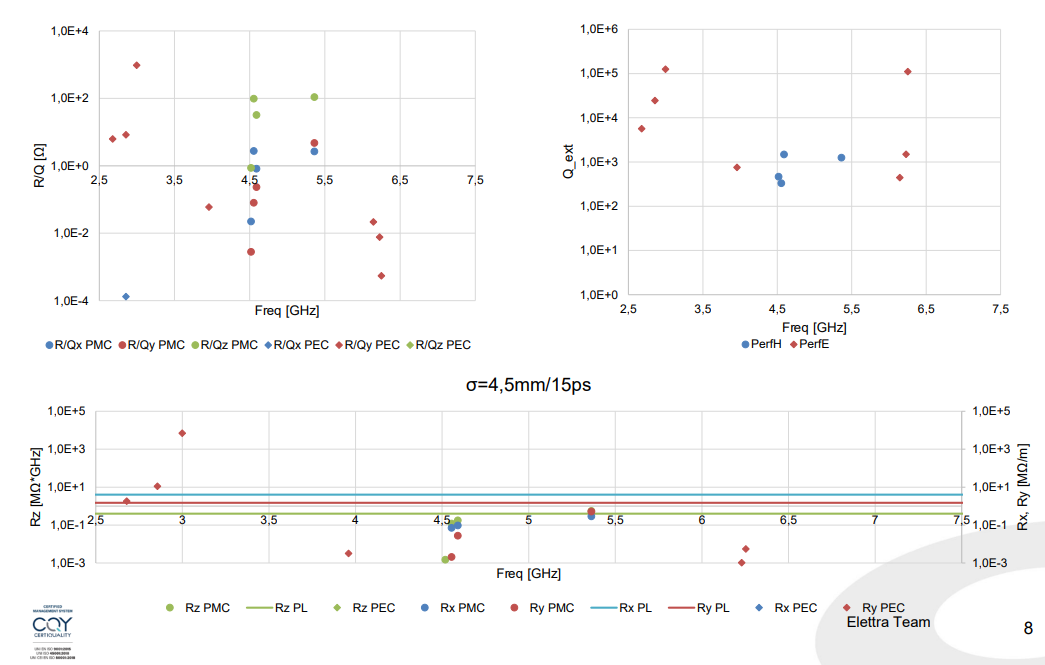 1,0E+4
1,0E+2
1,0E+0
1,0E-2
1,0E-4
R/Q [Ω]
2,5 3,5 4,5 5,5 6,5 7,5
Freq [GHz]
R/Qx PMC R/Qy PMC R/Qz PMC R/Qx PEC R/Qy PEC R/Qz PEC
1,0E+6
1,0E+5
1,0E+4
1,0E+3
1,0E+2
1,0E+1
1,0E+0
Q_ext
2,5 3,5 4,5 5,5 6,5 7,5
Freq [GHz]
PerfH PerfE
σ=4,5mm/15ps
1,0E+5
1,0E+3
1,0E+1
1,0E-1
1,0E-3
Rz [MΩ*GHz]
2,5 3 3,5 4 4,5 5 5,5 6 6,5 7 7,5
Freq [GHz]
1,0E+5
1,0E+3
1,0E+1
1,0E-1
1,0E-3
Rx, Ry [MΩ/m]
Rz PMC Rz PL Rz PEC Rx PMC Ry PMC Rx PL Ry PL Rx PEC Ry PEC
Elettra Team
8
CERTIFIED
MANAGEMENT SYSTEM
CQY
CERTIQUALITY